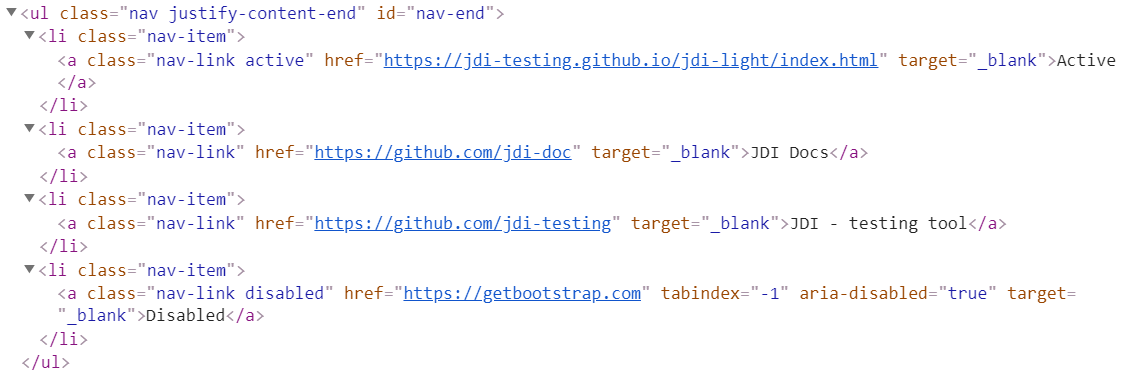 ▼<ul class="nav justify-content-end" id="nav-end">
▼<li class="nav-item">
<a class="nav-link active" href="https://jdi-testing.github.io/jdi-light/index.html" target="_blank">Active
</a>
</li>
▼<li class="nav-item">
<a class="nav-link" href="https://github.com/jdi-doc" target="_blank">JDI Docs</a>
</li>
▼<li class="nav-item">
<a class="nav-link" href="https://github.com/jdi-testing" target="_blank">JDI - testing tool</a>
</li>
▼<li class="nav-item">
<a class="nav-link disabled" href="https://getbootstrap.com" tabindex="-1" aria-disabled="true" target=
"_blank">Disabled</a>
</li>
</ul>